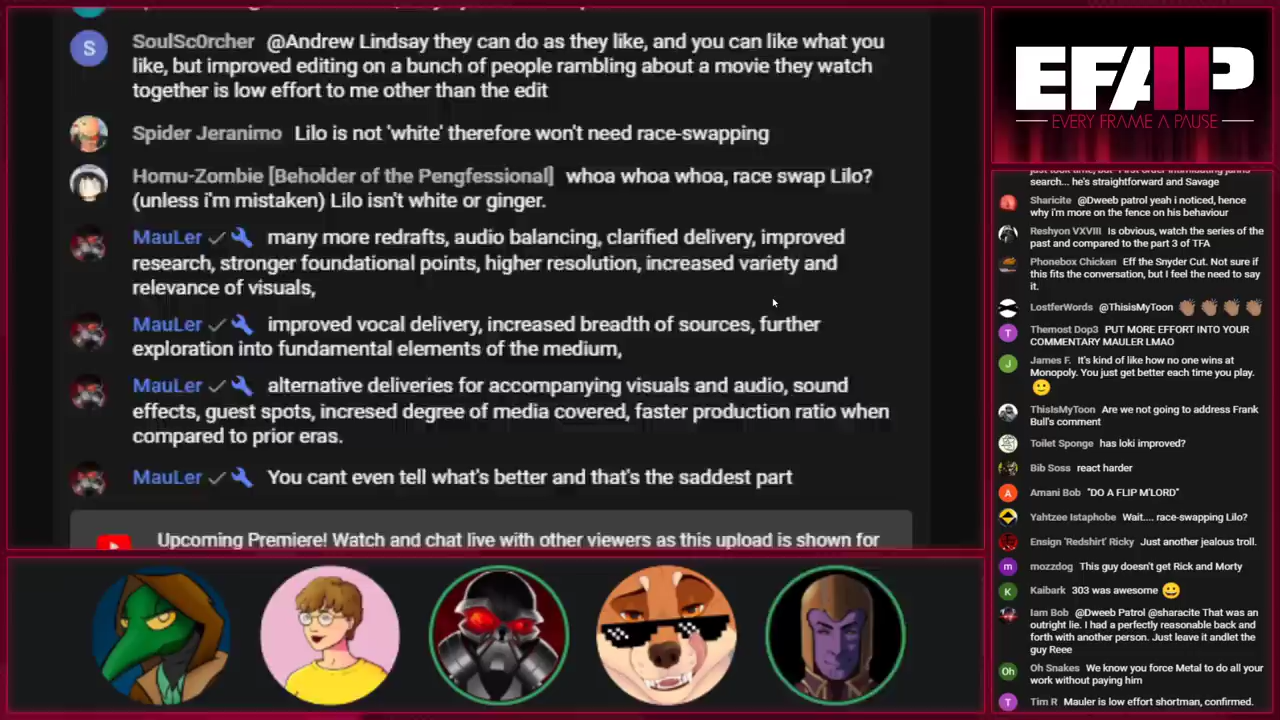 SoulSc0rcher @Andrew Lindsay they can do as they like, and you can like what you
like, but improved editing on a bunch of people rambling about a movie they watch
together is low effort to me other than the edit
Spider Jeranimo Lilo is not 'white' therefore won't need race-swapping
Homu-Zombie [Beholder of the Pengfessional] whoa whoa whoa, race swap Lilo?
(unless i'm mistaken) Lilo isn't white or ginger.
MauLer many more redrafts, audio balancing, clarified delivery, improved
research, stronger foundational points, higher resolution, increased variety and
relevance of visuals,
MauLer improved vocal delivery, increased breadth of sources, further
exploration into fundamental elements of the medium,
MauLer alternative deliveries for accompanying visuals and audio, sound
effects, guest spots, incresed degree of media covered, faster production ratio when
compared to prior eras.
MauLer You cant even tell what's better and that's the saddest part
Upcoming Premiere! Watch and chat live with other viewers as this upload is shown for
EFAP
EVERY FRAME A PAUSE
search... he's straightforward and Savage
Sharicite @Dweeb patrol yeah i noticed, hence
why i'm more on the fence on his behaviour
Reshyon VXVIII Is obvious, watch the series of the
past and compared to the part 3 of TFA
Phonebox Chicken Eff the Snyder Cut. Not sure if
this fits the conversation, but I feel the need to say
it.
LostferWords @ThisisMyToon 👏🏽👏🏽👏🏽👏🏽
Themost Dop3 PUT MORE EFFORT INTO YOUR
COMMENTARY MAULER LMAO
James F. It's kind of like how no one wins at
Monopoly. You just get better each time you play.
🙂
ThisIsMyToon Are we not going to address Frank
Bull's comment
Toilet Sponge has loki improved?
Bib Soss react harder
Amani Bob "DO A FLIP M'LORD"
Yahtzee Istaphobe Wait.... race-swapping Lilo?
Ensign 'Redshirt' Ricky Just another jealous troll.
mozzdog This guy doesn't get Rick and Morty
Kaibark 303 was awesome 😀
Iam Bob @Dweeb Patrol @sharacite That was an
outright lie. I had a perfectly reasonable back and
forth with another person. Just leave it andlet the
guy Reee
Oh Snakes We know you force Metal to do all your
work without paying him
Tim R Mauler is low effort shortman, confirmed.